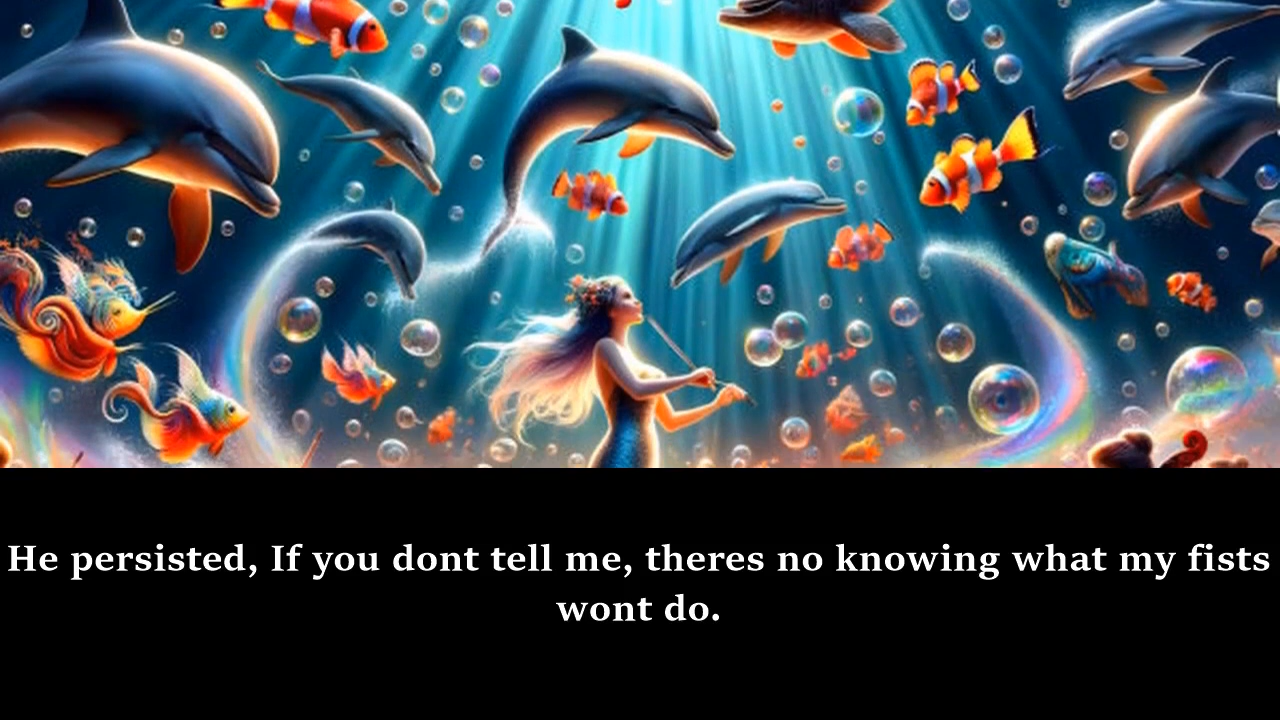 He persisted, If you dont tell me, theres no knowing what my fists
wont do.